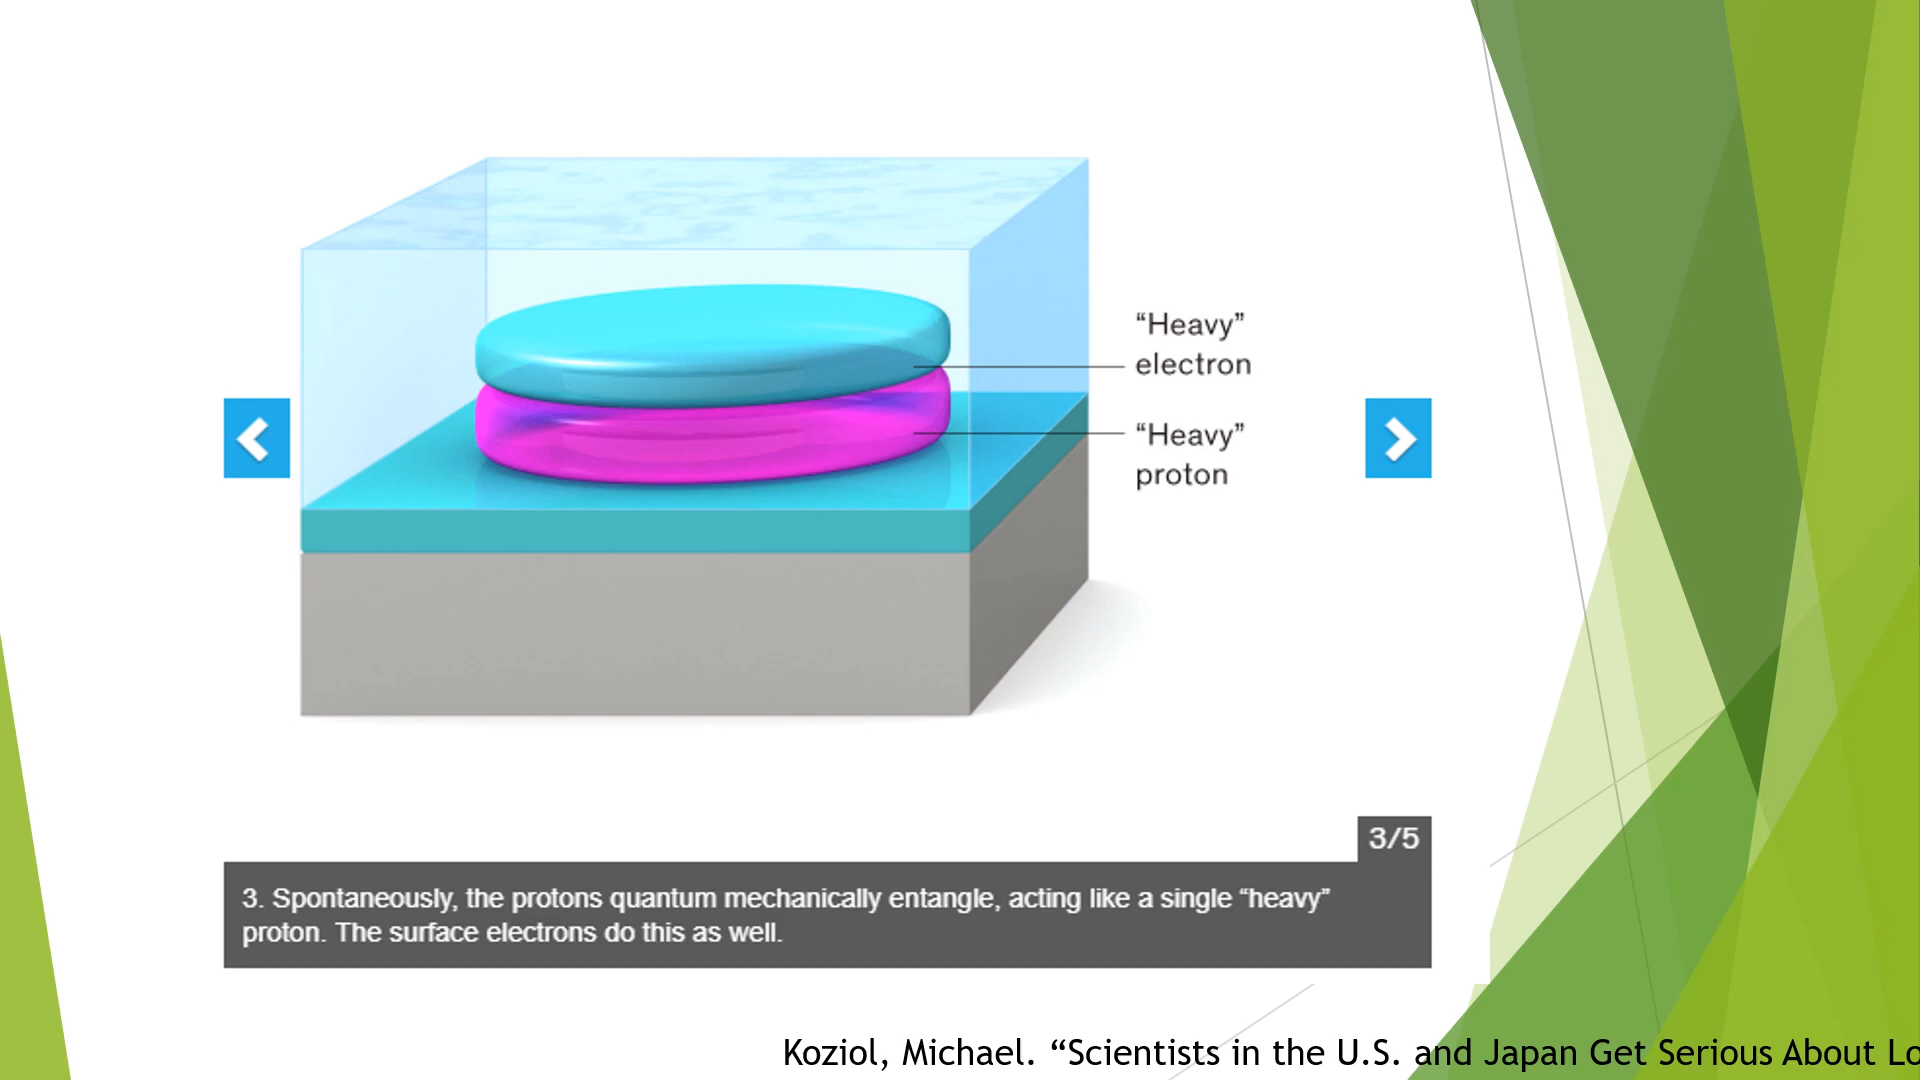 “Heavy”
electron
“Heavy”
proton
3/5
3. Spontaneously, the protons quantum mechanically entangle, acting like a single “heavy”
proton. The surface electrons do this as well.
Koziol, Michael. “Scientists in the U.S. and Japan Get Serious About Lo